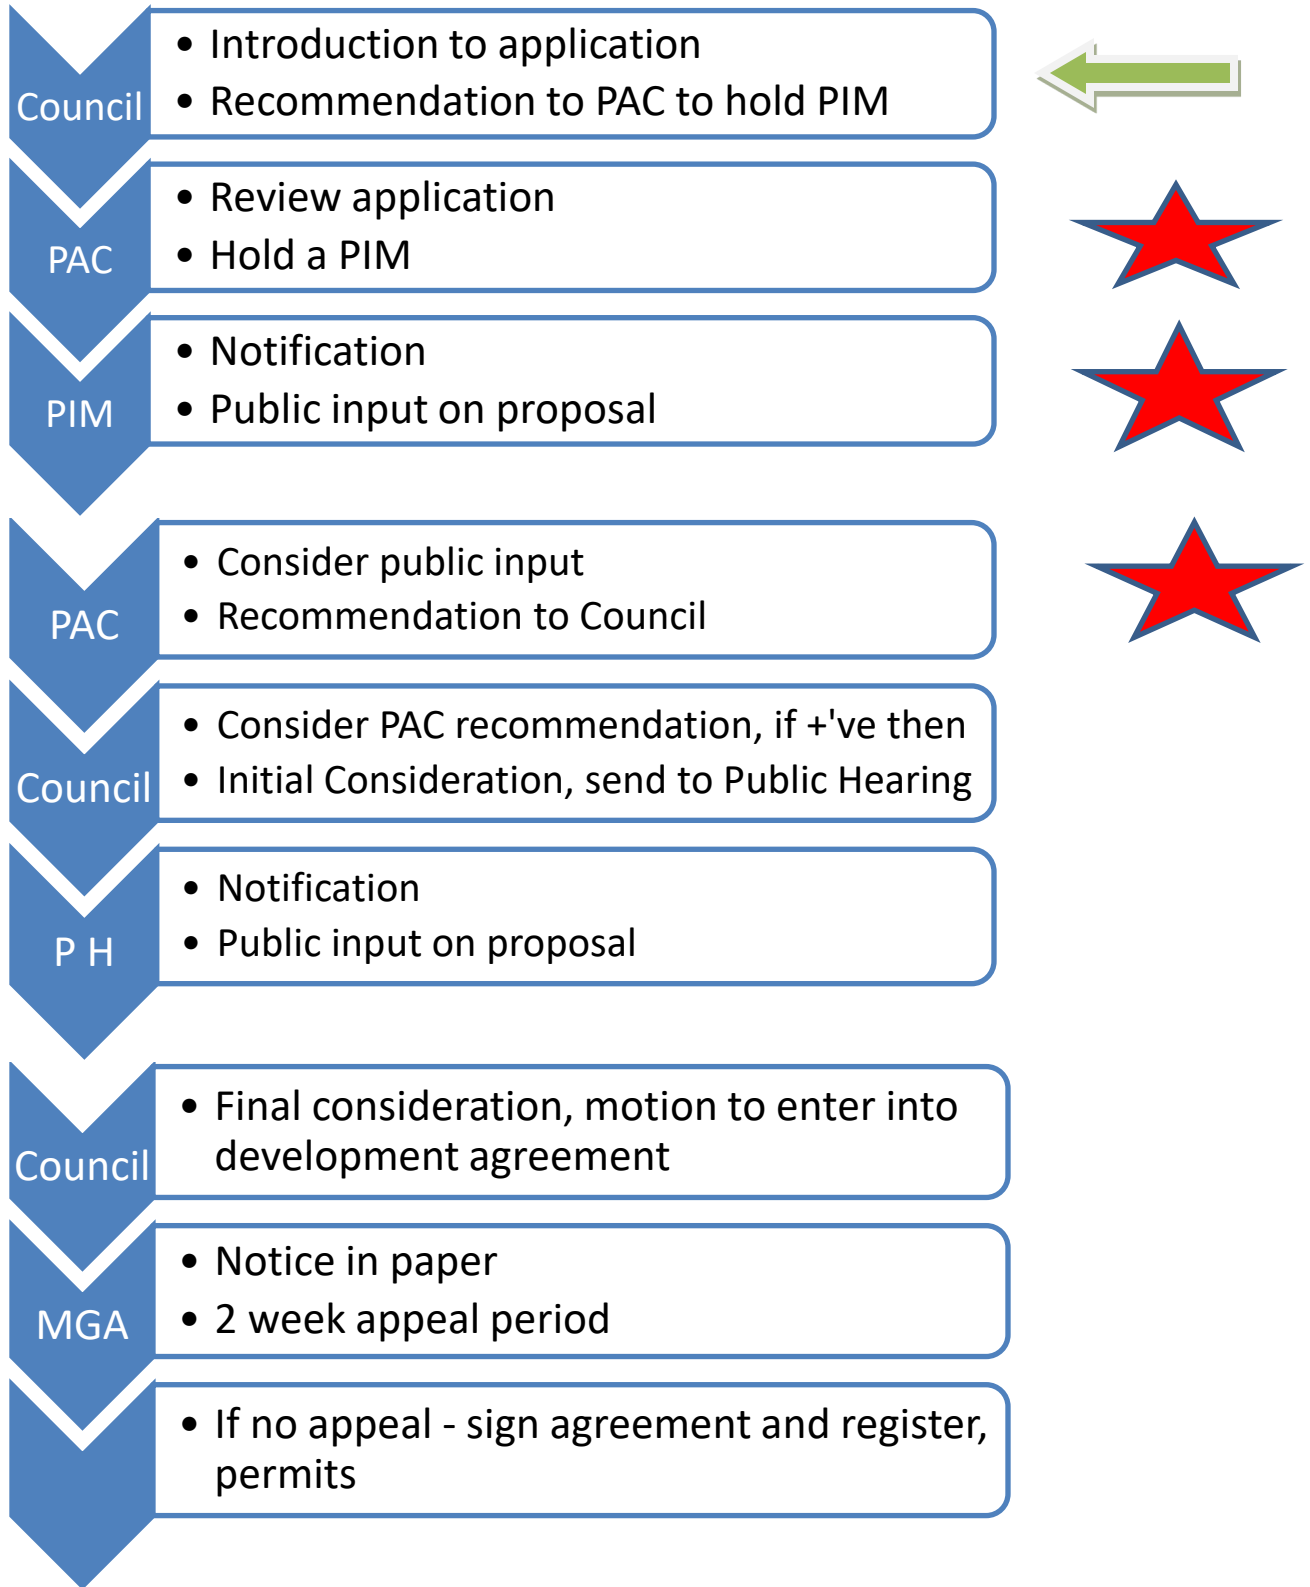 Council
• Introduction to application
• Recommendation to PAC to hold PIM
PAC
• Review application
• Hold a PIM
PIM
• Notification
• Public input on proposal
PAC
• Consider public input
• Recommendation to Council
Council
• Consider PAC recommendation, if +'ve then
• Initial Consideration, send to Public Hearing
P H
• Notification
• Public input on proposal
Council
• Final consideration, motion to enter into
development agreement
MGA
• Notice in paper
• 2 week appeal period
• If no appeal - sign agreement and register,
permits